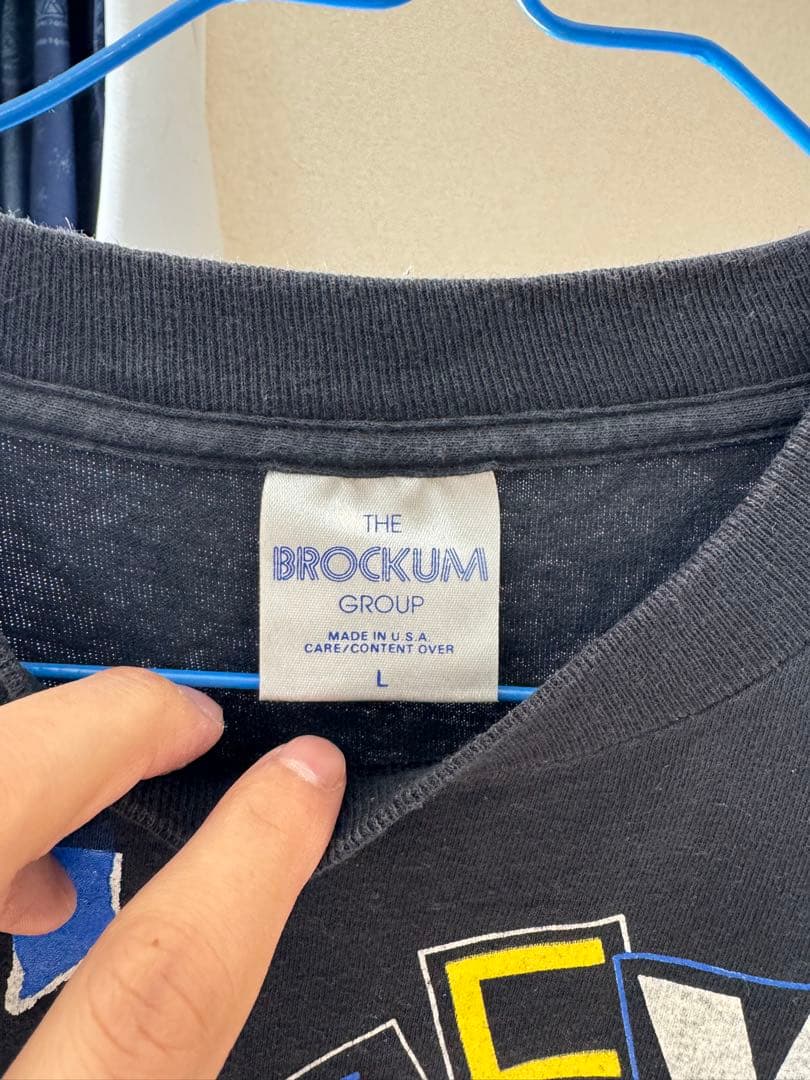 THE
BROCKUM
GROUP
MADE IN U.S.A.
CARE/CONTENT OVER
L
E